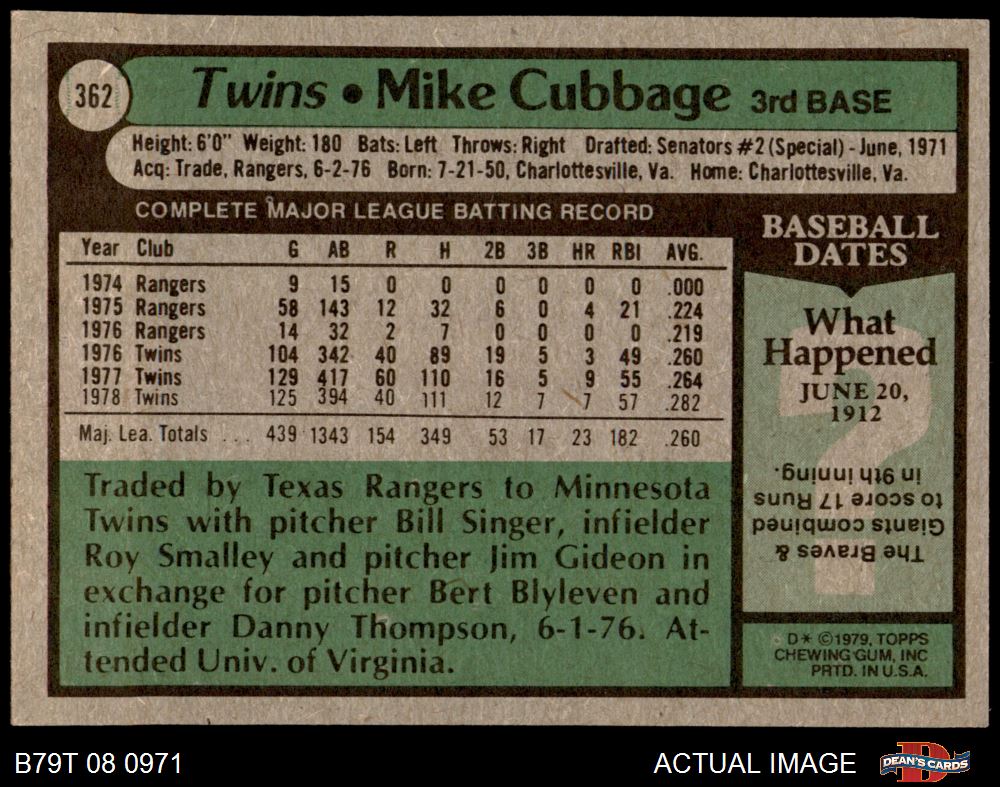 362
Twins • Mike Cubbage 3rd BASE
Height: 6'0" Weight: 180 Bats: Left Throws: Right Drafted: Senators #2 (Special) - June, 1971
Acq: Trade, Rangers, 6-2-76 Born: 7-21-50, Charlottesville, Va. Home: Charlottesville, Va.
COMPLETE MAJOR LEAGUE BATTING RECORD
Year Club G AB R H 2B 3B HR RBI AVG.
1974 Rangers 9 15 0 0 0 0 0 0 .000
1975 Rangers 58 143 12 32 6 0 4 21 .224
1976 Rangers 14 32 2 7 0 0 0 0 .219
1976 Twins 104 342 40 89 19 5 3 49 .260
1977 Twins 129 417 60 110 16 5 9 55 .264
1978 Twins 125 394 40 111 12 7 7 57 .282
Maj. Lea. Totals . . . 439 1343 154 349 53 17 23 182 .260
Traded by Texas Rangers to Minnesota
Twins with pitcher Bill Singer, infielder
Roy Smalley and pitcher Jim Gideon in
exchange for pitcher Bert Blyleven and
infielder Danny Thompson, 6-1-76. At-
tended Univ. of Virginia.
BASEBALL
DATES
What
Happened
JUNE 20,
1912
?
The Braves &
Giants combined
to score 17 Runs
in 9th inning.
D* ©1979, TOPPS
CHEWING GUM, INC
PRTD. IN U.S.A.
B79T 08 0971
ACTUAL IMAGE
D
DEAN'S CARDS